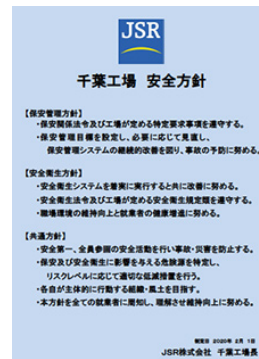 JSR
千葉工場 安全方針
【保安管理方針】
・保安関係法令及び工場が定める特定要求事項を遵守する。
・保安管理目標を設定し、必要に応じて見直し、
保安管理システムの継続的改善を図り、事故の予防に努める。
【安全衛生方針】
・安全衛生システムを着実に実行すると共に改善に努める。
・安全衛生法令及び工場が定める安全衛生規定類を遵守する。
・職場環境の維持向上と就業者の健康増進に努める。
【共通方針】
・安全第一、全員参画の安全活動を行い事故・災害を防止する。
・保安及び安全衛生に影響を与える危険源を特定し、
リスクレベルに応じて適切な低減措置を行う。
・各自が主体的に行動する組織・風土を目指す。
・本方針を全ての就業者に周知し、理解させ維持向上に努める。
制定日 2020年 2月 1日
JSR株式会社 千葉工場長